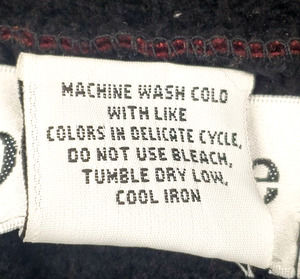 MACHINE WASH COLD
WITH LIKE
COLORS IN DELICATE CYCLE,
DO NOT USE BLEACH,
TUMBLE DRY LOW,
COOL IRON
e